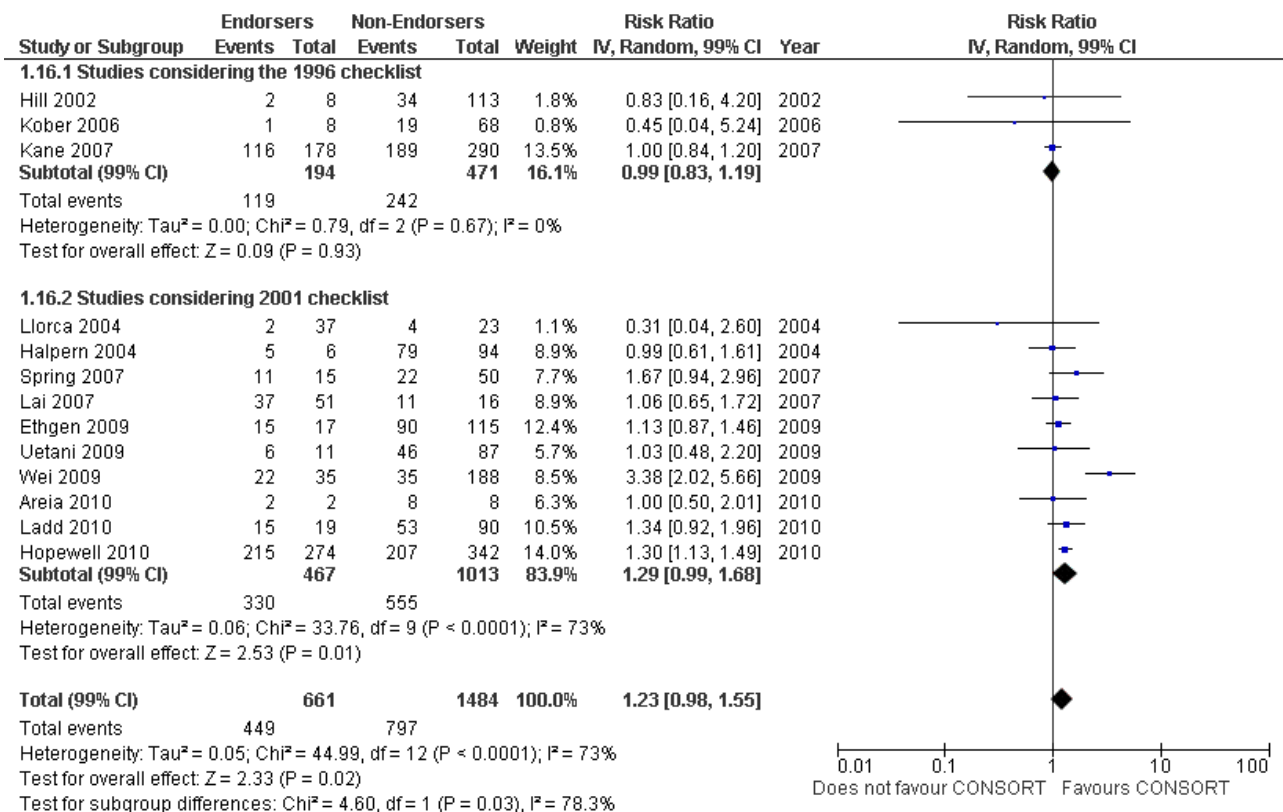 Endorsers Non-Endorsers Risk Ratio Risk Ratio
Study or Subgroup Events Total Events Total Weight IV, Random, 99% CI Year IV, Random, 99% CI
1.16.1 Studies considering the 1996 checklist
Hill 2002 2 8 34 113 1.8% 0.83 [0.16, 4.20] 2002
Kober 2006 1 8 19 68 0.8% 0.45 [0.04, 5.24] 2006
Kane 2007 116 178 189 290 13.5% 1.00 [0.84, 1.20] 2007
Subtotal (99% CI) 194 471 16.1% 0.99 [0.83, 1.19]
Total events 119 242
Heterogeneity: Tau² = 0.00; Chi² = 0.79, df = 2 (P = 0.67); I² = 0%
Test for overall effect: Z = 0.09 (P = 0.93)
1.16.2 Studies considering 2001 checklist
Llorca 2004 2 37 4 23 1.1% 0.31 [0.04, 2.60] 2004
Halpern 2004 5 6 79 94 8.9% 0.99 [0.61, 1.61] 2004
Spring 2007 11 15 22 50 7.7% 1.67 [0.94, 2.96] 2007
Lai 2007 37 51 11 16 8.9% 1.06 [0.65, 1.72] 2007
Ethgen 2009 15 17 90 115 12.4% 1.13 [0.87, 1.46] 2009
Uetani 2009 6 11 46 87 5.7% 1.03 [0.48, 2.20] 2009
Wei 2009 22 35 35 188 8.5% 3.38 [2.02, 5.66] 2009
Areia 2010 2 2 8 8 6.3% 1.00 [0.50, 2.01] 2010
Ladd 2010 15 19 53 90 10.5% 1.34 [0.92, 1.96] 2010
Hopewell 2010 215 274 207 342 14.0% 1.30 [1.13, 1.49] 2010
Subtotal (99% CI) 467 1013 83.9% 1.29 [0.99, 1.68]
Total events 330 555
Heterogeneity: Tau² = 0.06; Chi² = 33.76, df = 9 (P < 0.0001); I² = 73%
Test for overall effect: Z = 2.53 (P = 0.01)
Total (99% CI) 661 1484 100.0% 1.23 [0.98, 1.55]
Total events 449 797
Heterogeneity: Tau² = 0.05; Chi² = 44.99, df = 12 (P < 0.0001); I² = 73%
Test for overall effect: Z = 2.33 (P = 0.02)
Test for subgroup differences: Chi² = 4.60, df = 1 (P = 0.03), I² = 78.3%
0.01 0.1 1 10 100
Does not favour CONSORT Favours CONSORT